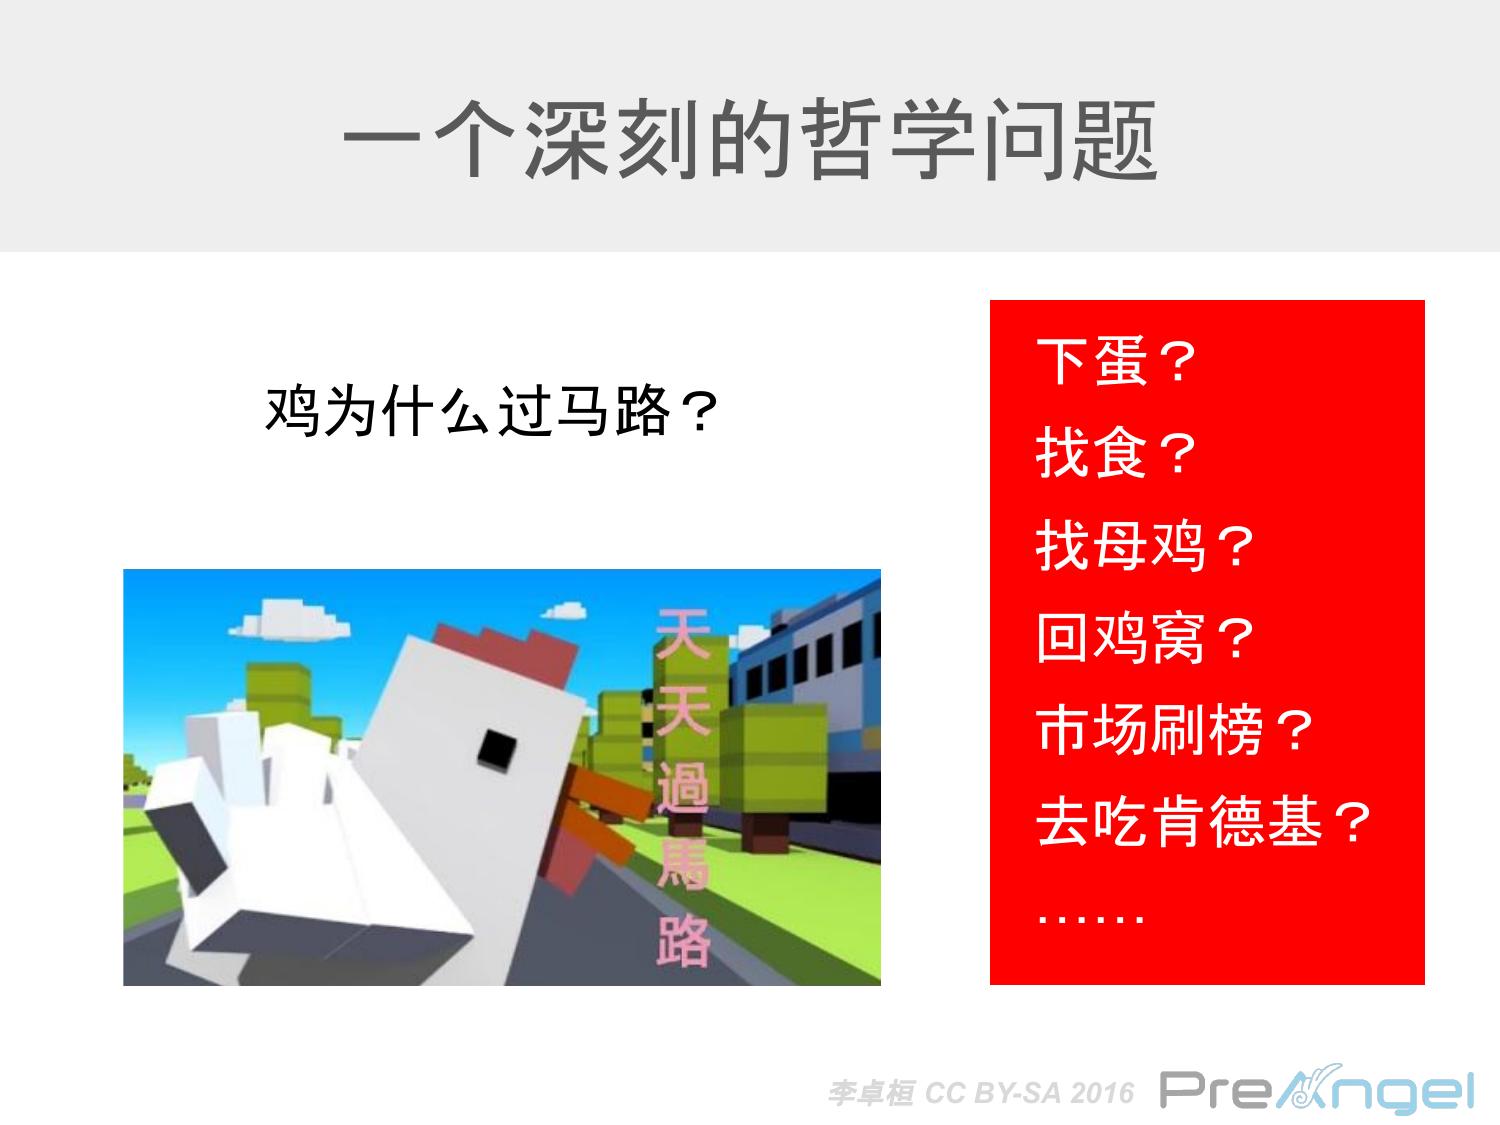 一个深刻的哲学问题
鸡为什么过马路？
天天過馬路
下蛋？
找食？
找母鸡？
回鸡窝？
市场刷榜？
去吃肯德基？
……
李卓桓 CC BY-SA 2016
PreAngel